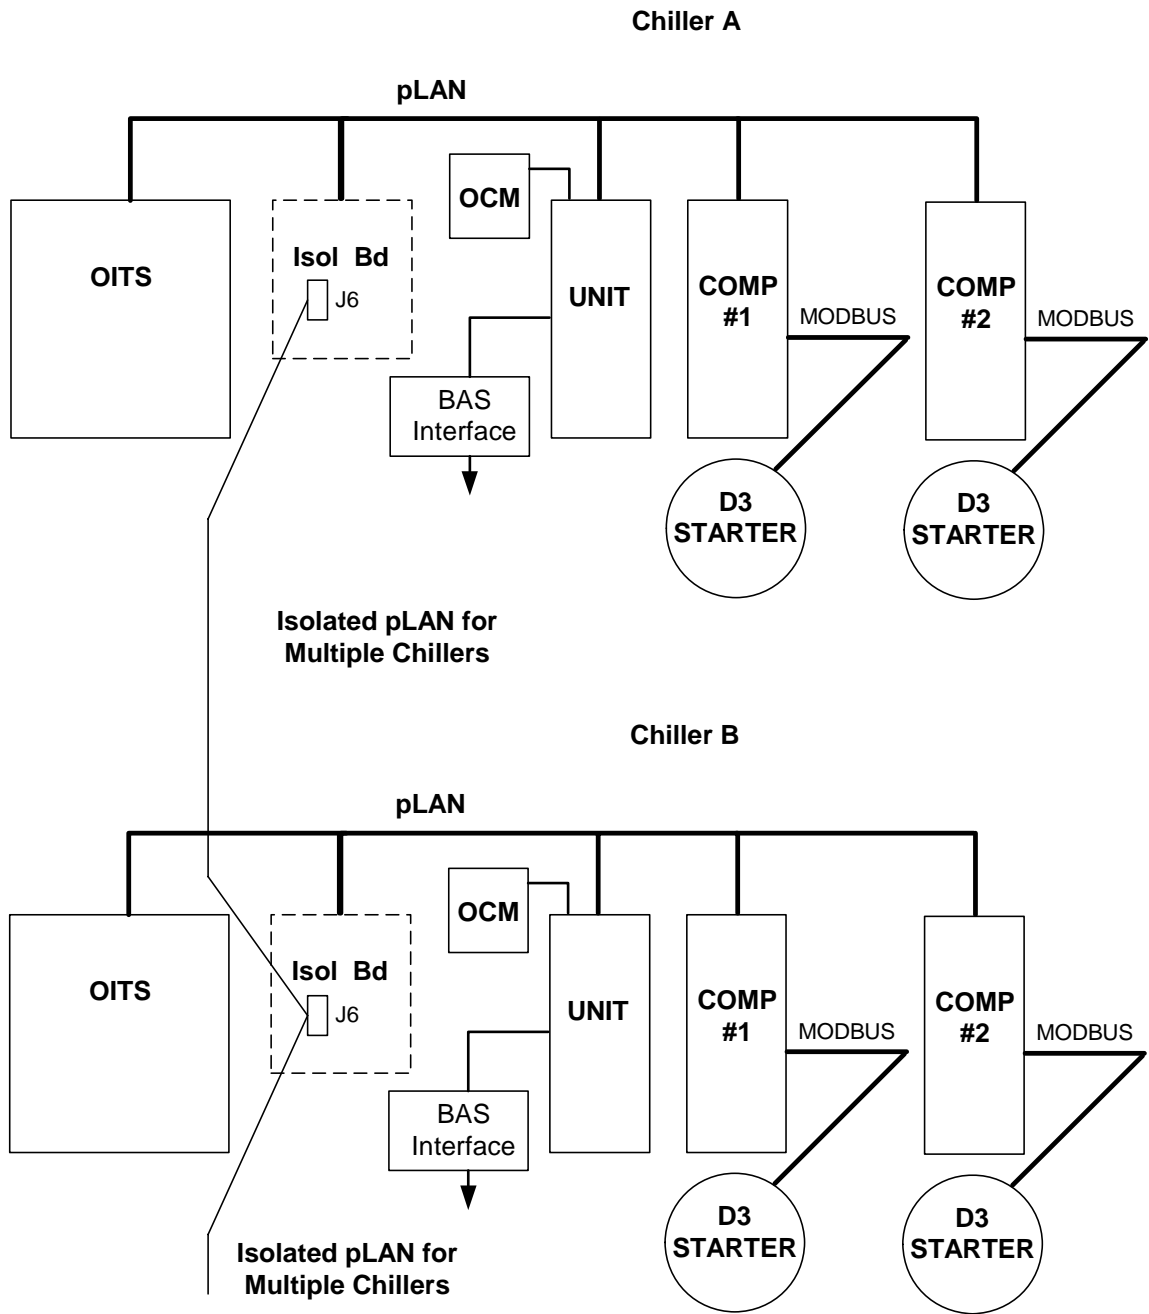 Chiller A
pLAN
OITS
Isol Bd
J6
OCM
UNIT
BAS
Interface
COMP
#1
MODBUS
COMP
#2
MODBUS
D3
STARTER
D3
STARTER
Isolated pLAN for
Multiple Chillers
Chiller B
pLAN
OITS
Isol Bd
J6
OCM
UNIT
BAS
Interface
COMP
#1
MODBUS
COMP
#2
MODBUS
D3
STARTER
D3
STARTER
Isolated pLAN for
Multiple Chillers